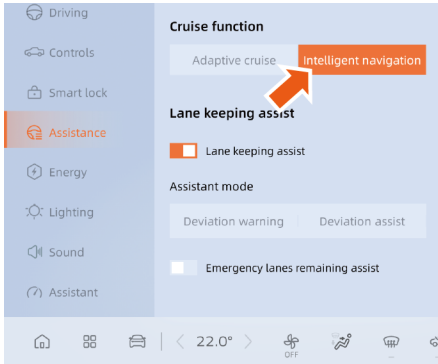 Driving
Controls
Smart lock
Assistance
Energy
Lighting
Sound
Assistant
Cruise function
Adaptive cruise
Intelligent navigation
Lane keeping assist
Lane keeping assist
Assistant mode
Deviation warning
Deviation assist
Emergency lanes remaining assist
22.0°
OFF